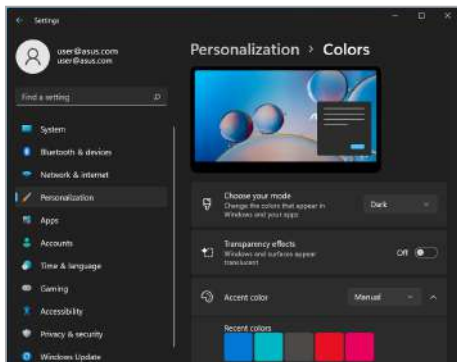 Settings
user@asus.com
user@asus.com
Find a setting
System
Bluetooth & devices
Network & internet
Personalization
Apps
Accounts
Time & language
Gaming
Accessibility
Privacy & security
Windows Update
Personalization > Colors
Choose your mode
Change the colors that appear in
Windows and your apps
Dark
Transparency effects
Windows and surfaces appear
translucent
Off
Accent color
Manual
Recent colors